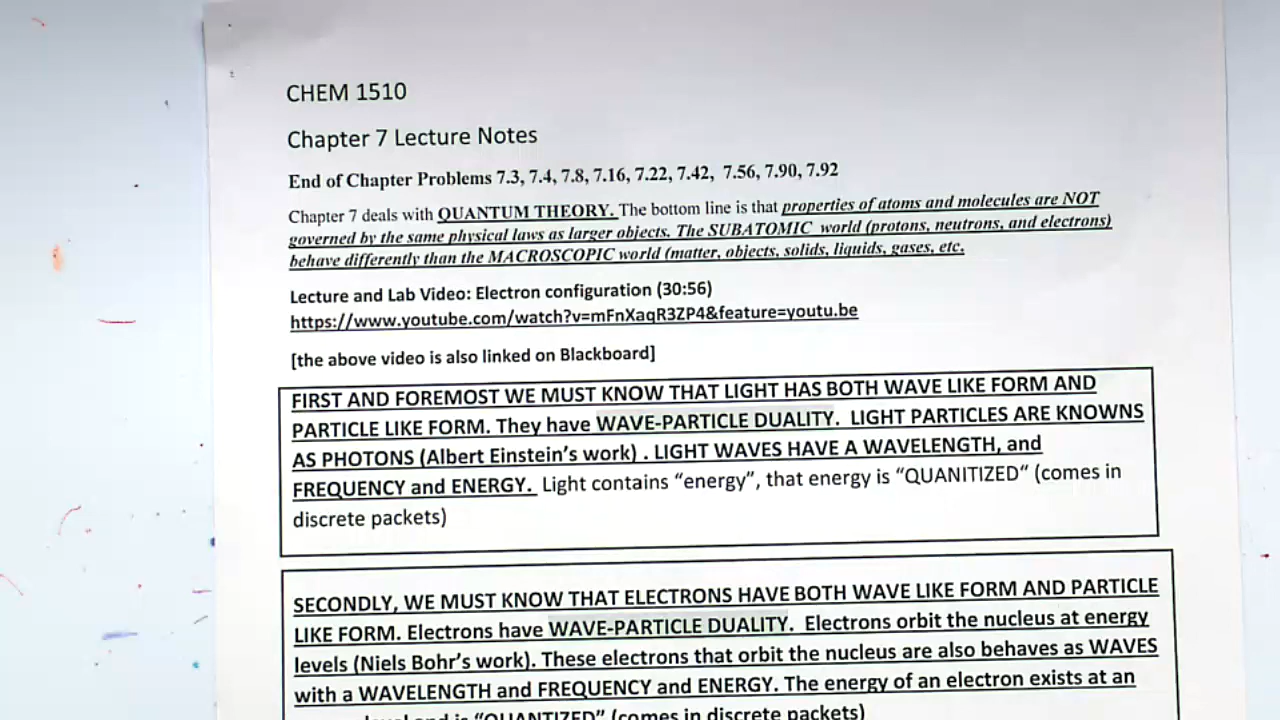 CHEM 1510
Chapter 7 Lecture Notes
End of Chapter Problems 7.3, 7.4, 7.8, 7.16, 7.22, 7.42, 7.56, 7.90, 7.92
Chapter 7 deals with QUANTUM THEORY. The bottom line is that properties of atoms and molecules are NOT
governed by the same physical laws as larger objects. The SUBATOMIC world (protons, neutrons, and electrons)
behave differently than the MACROSCOPIC world (matter, objects, solids, liquids, gases, etc.
Lecture and Lab Video: Electron configuration (30:56)
https://www.youtube.com/watch?v=mFnXaqR3ZP4&feature=youtu.be
[the above video is also linked on Blackboard]
FIRST AND FOREMOST WE MUST KNOW THAT LIGHT HAS BOTH WAVE LIKE FORM AND
PARTICLE LIKE FORM. They have WAVE-PARTICLE DUALITY. LIGHT PARTICLES ARE KNOWNS
AS PHOTONS (Albert Einstein's work) . LIGHT WAVES HAVE A WAVELENGTH, and
FREQUENCY and ENERGY. Light contains "energy", that energy is "QUANITIZED" (comes in
discrete packets)
SECONDLY, WE MUST KNOW THAT ELECTRONS HAVE BOTH WAVE LIKE FORM AND PARTICLE
LIKE FORM. Electrons have WAVE-PARTICLE DUALITY. Electrons orbit the nucleus at energy
levels (Niels Bohr's work). These electrons that orbit the nucleus are also behaves as WAVES
with a WAVELENGTH and FREQUENCY and ENERGY. The energy of an electron exists at an
level and is "QUANTIZED" (comes in discrete packets)